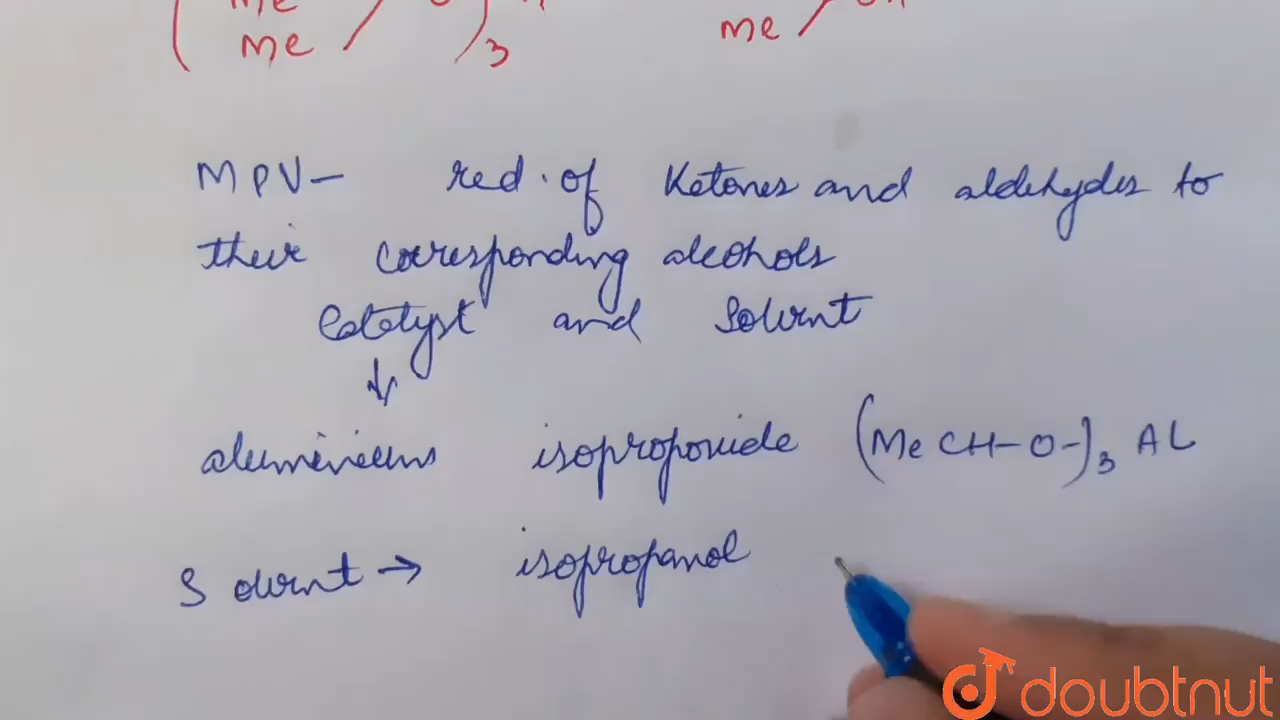 Me
Me )3
me
MPV- red. of Ketones and aldehydes to
their corresponding alcohols
Catalyst and Solvent
↓
aluminium isopropoxide (Me CH-O-)3 AL
Solvent → isopropanol
doubtnut